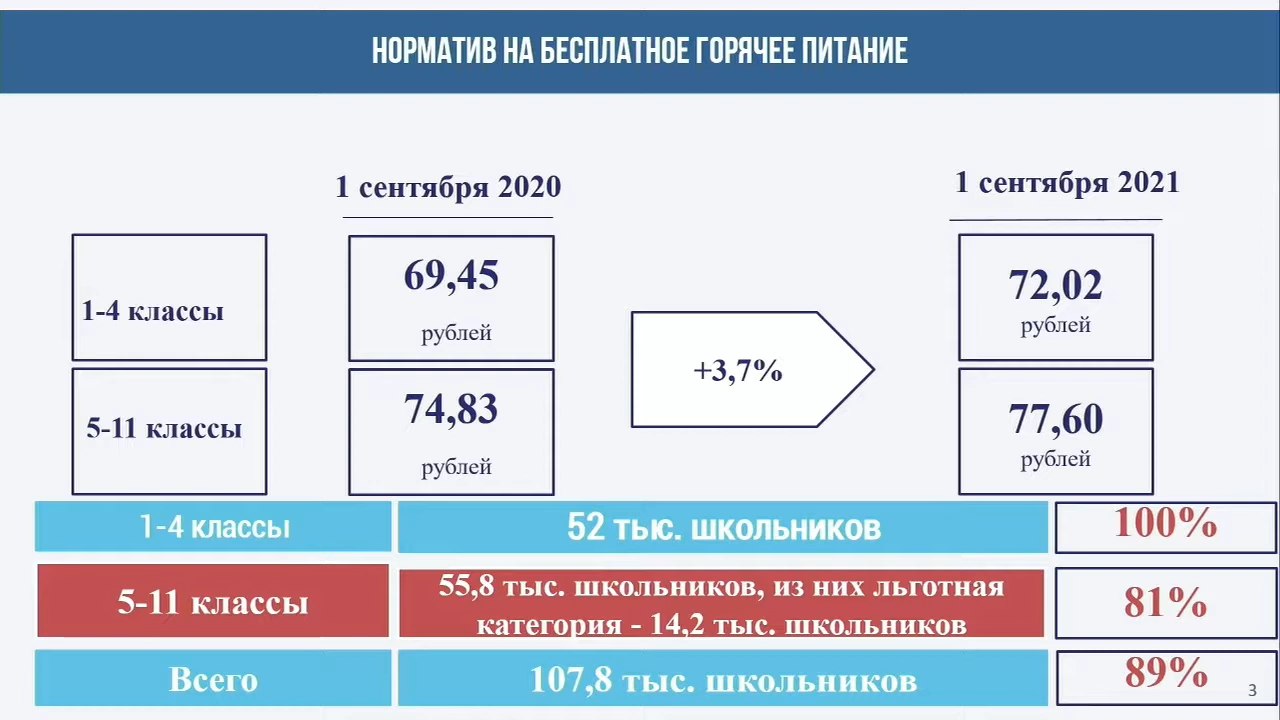 НОРМАТИВ НА БЕСПЛАТНОЕ ГОРЯЧЕЕ ПИТАНИЕ
1 сентября 2020
1 сентября 2021
1-4 классы
69,45
рублей
72,02
рублей
+3,7%
5-11 классы
74,83
рублей
77,60
рублей
1-4 классы
52 тыс. школьников
100%
5-11 классы
55,8 тыс. школьников, из них льготная
категория - 14,2 тыс. школьников
81%
Всего
107,8 тыс. школьников
89%
3